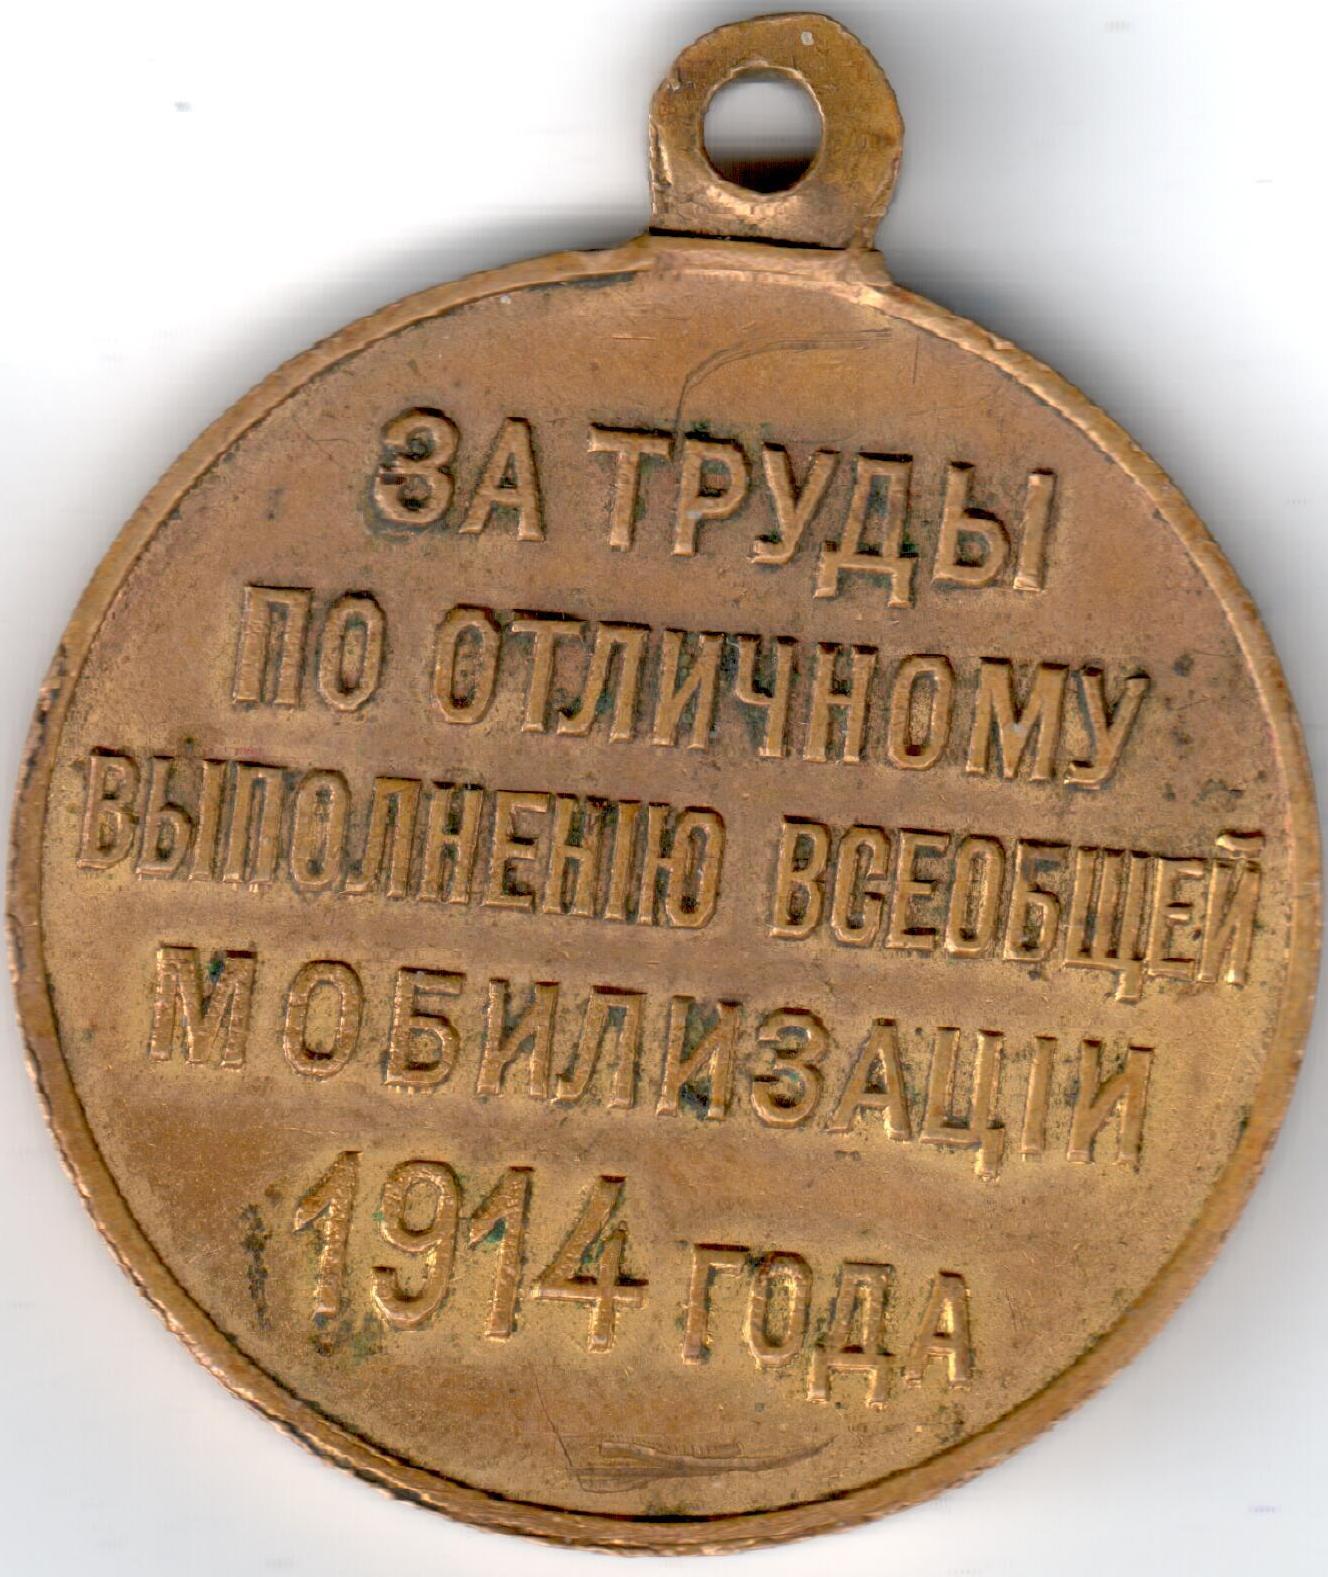 ЗА ТРУДЫ
ПО ОТЛИЧНОМУ
ВЫПОЛНЕНІЮ ВСЕОБЩЕЙ
МОБИЛИЗАЦІИ
1914 ГОДА